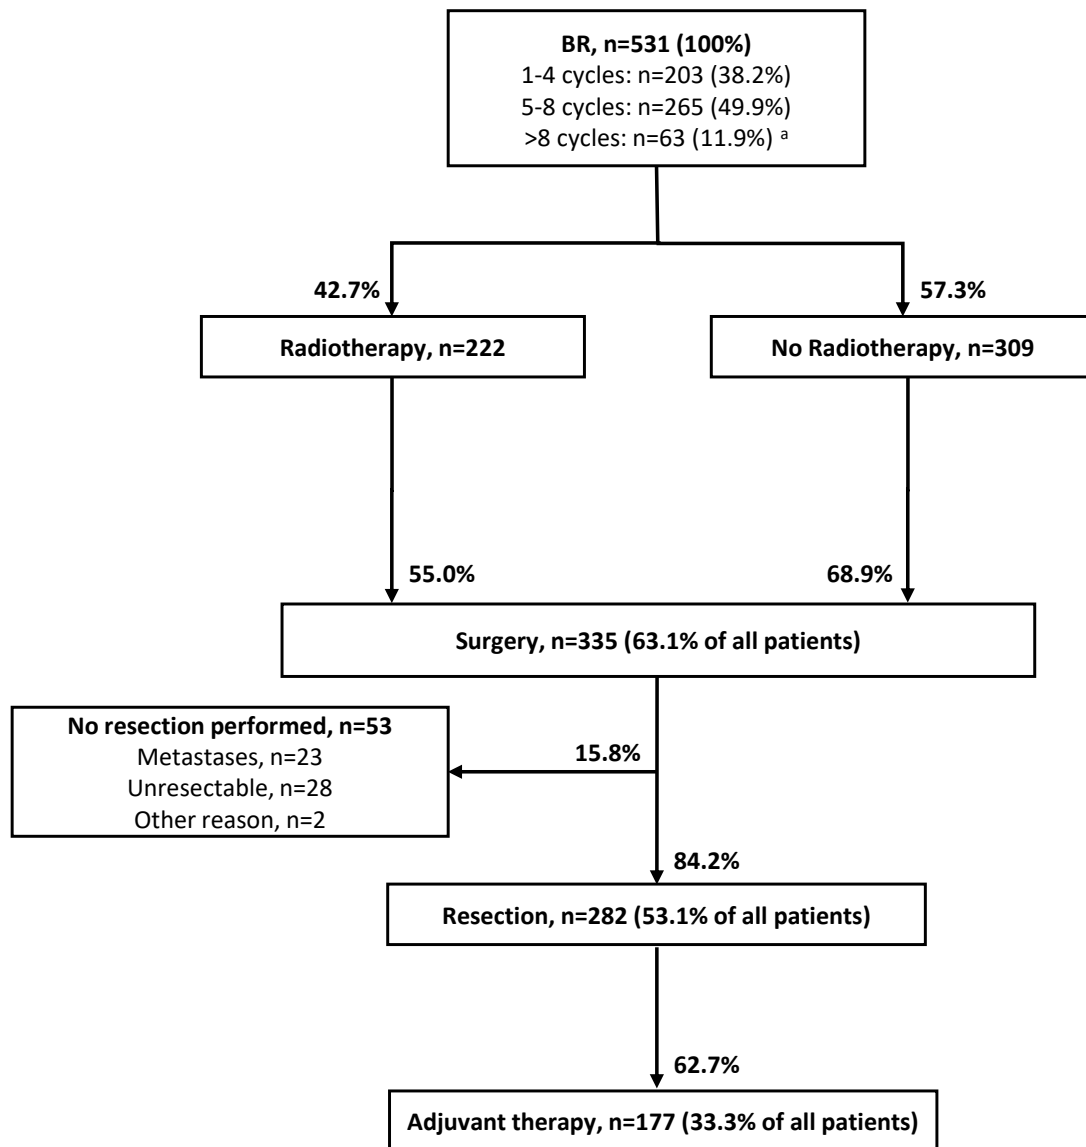 BR, n=531 (100%)
1-4 cycles: n=203 (38.2%)
5-8 cycles: n=265 (49.9%)
>8 cycles: n=63 (11.9%) a
42.7%
57.3%
Radiotherapy, n=222
No Radiotherapy, n=309
55.0%
68.9%
Surgery, n=335 (63.1% of all patients)
No resection performed, n=53
Metastases, n=23
Unresectable, n=28
Other reason, n=2
15.8%
84.2%
Resection, n=282 (53.1% of all patients)
62.7%
Adjuvant therapy, n=177 (33.3% of all patients)